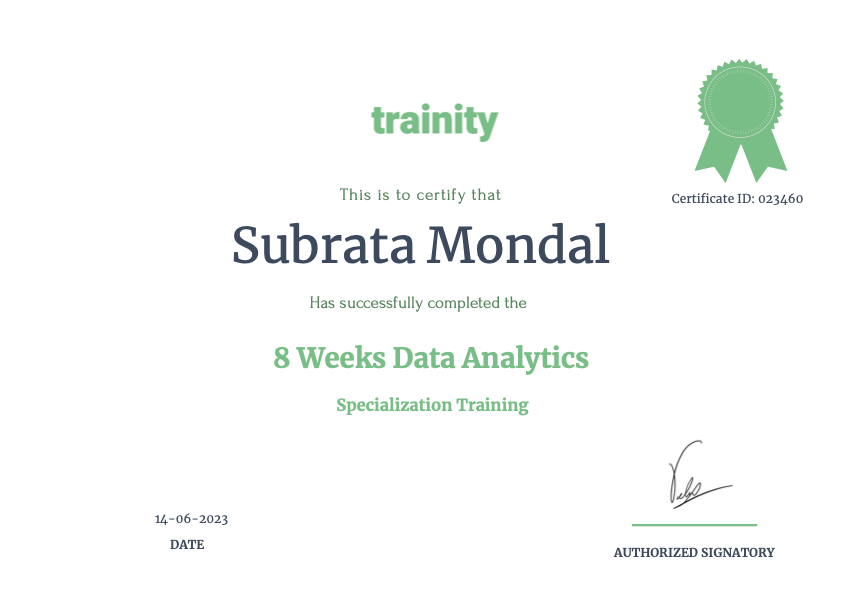 trainity
This is to certify that
Certificate ID: 023460
Subrata Mondal
Has successfully completed the
8 Weeks Data Analytics
Specialization Training
14-06-2023
DATE
AUTHORIZED SIGNATORY